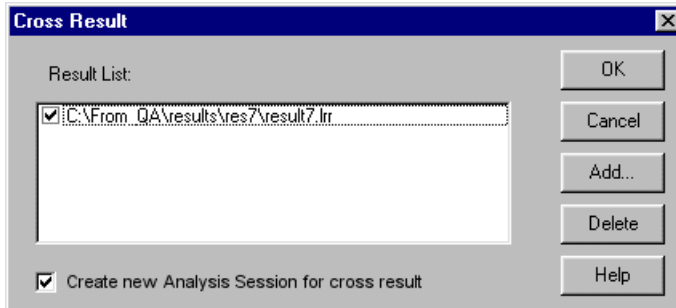 Cross Result
Result List:
OK
C:\From_QA\results\res7\result7.lrr
Cancel
Add...
Delete
Create new Analysis Session for cross result
Help